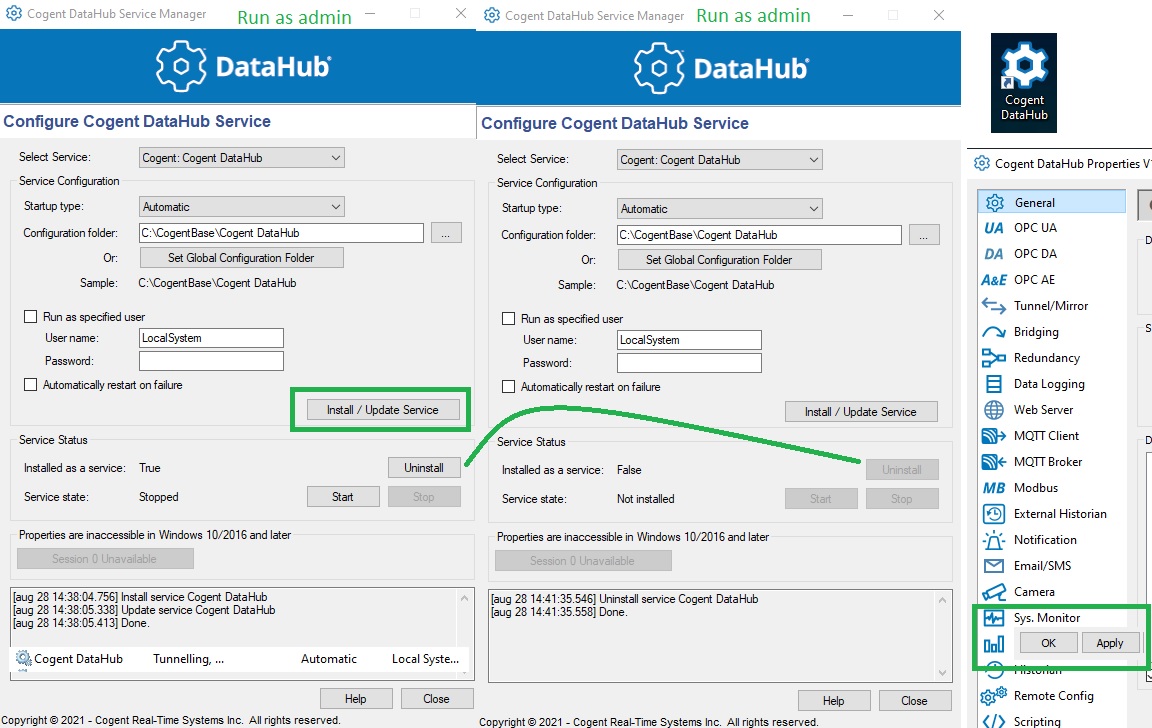 Cogent DataHub Service Manager
Run as admin
DataHub®
Configure Cogent DataHub Service
Select Service:
Cogent: Cogent DataHub
Service Configuration
Startup type:
Automatic
Configuration folder:
C:\CogentBase\Cogent DataHub
...
Or:
Set Global Configuration Folder
Sample:
C:\CogentBase\Cogent DataHub
Run as specified user
User name:
LocalSystem
Password:
Automatically restart on failure
Install / Update Service
Service Status
Installed as a service:
True
Uninstall
Service state:
Stopped
Start
Stop
Properties are inaccessible in Windows 10/2016 and later
Session 0 Unavailable
[aug 28 14:38:04.756] Install service Cogent DataHub
[aug 28 14:38:05.338] Update service Cogent DataHub
[aug 28 14:38:05.413] Done.
Cogent DataHub
Tunnelling, ...
Automatic
Local Syste...
Help
Close
Copyright © 2021 - Cogent Real-Time Systems Inc. All rights reserved.
Cogent DataHub Service Manager
Run as admin
DataHub®
Configure Cogent DataHub Service
Select Service:
Cogent: Cogent DataHub
Service Configuration
Startup type:
Automatic
Configuration folder:
C:\CogentBase\Cogent DataHub
...
Or:
Set Global Configuration Folder
Sample:
C:\CogentBase\Cogent DataHub
Run as specified user
User name:
LocalSystem
Password:
Automatically restart on failure
Install / Update Service
Service Status
Installed as a service:
False
Uninstall
Service state:
Not installed
Start
Stop
Properties are inaccessible in Windows 10/2016 and later
Session 0 Unavailable
[aug 28 14:41:35.546] Uninstall service Cogent DataHub
[aug 28 14:41:35.558] Done.
Help
Close
Copyright © 2021 - Cogent Real-Time Systems Inc. All rights reserved.
Cogent
DataHub
Cogent DataHub Properties
General
UA OPC UA
DA OPC DA
A&E OPC AE
Tunnel/Mirror
Bridging
Redundancy
Data Logging
Web Server
MQTT Client
MQTT Broker
MB Modbus
External Historian
Notification
Email/SMS
Camera
Sys. Monitor
OK
Apply
Historian
Remote Config
Scripting